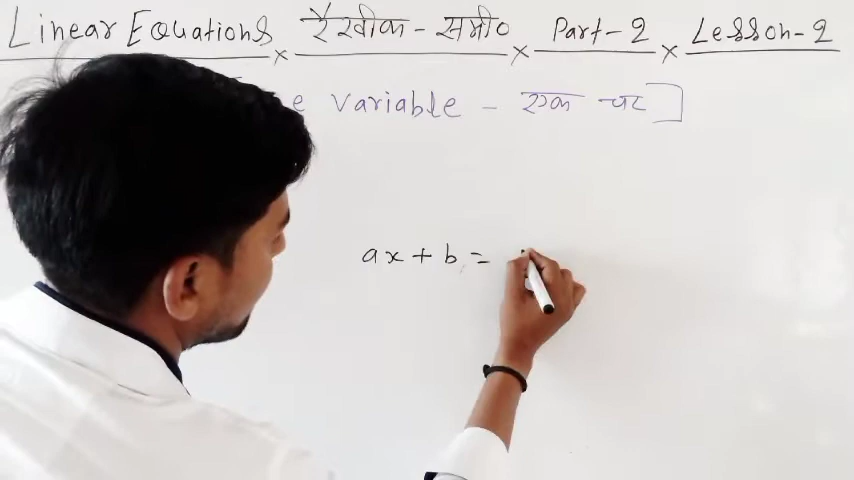 Linear Equations × रैखीक - समी० × Part - 2 × Lesson - 2
e variable - एक चर ]
ax + b =